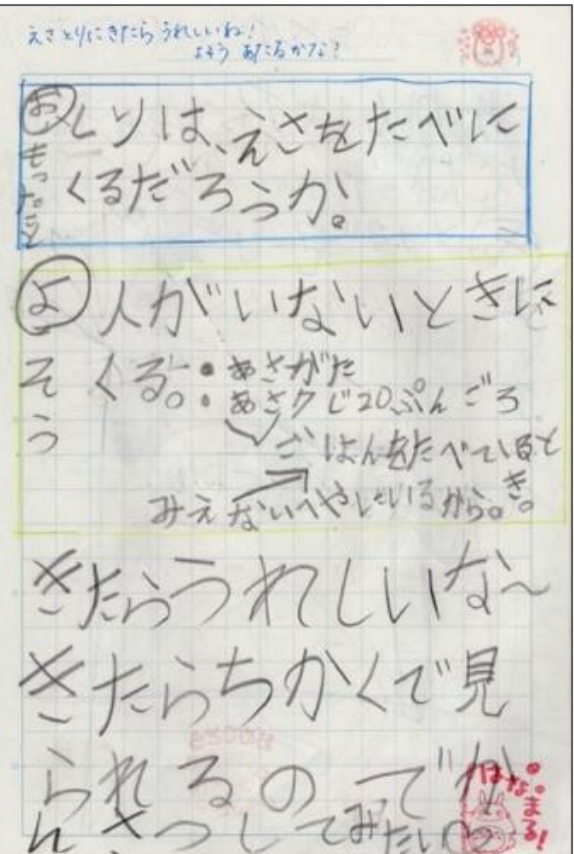 えさとりにきたらうれしいね!
よそう あたるかな?
おもったこと
とりは、えさをたべに
くるだろうか。
よそう
人がいないときに
くる。
・あさがた
・あさ7じ20ぷんごろ
ごはんをたべているとき。
みえないへやにいるから。
きたらうれしいな〜
きたらちかくで見
られるのでか
んさつしてみたい
はなまる!